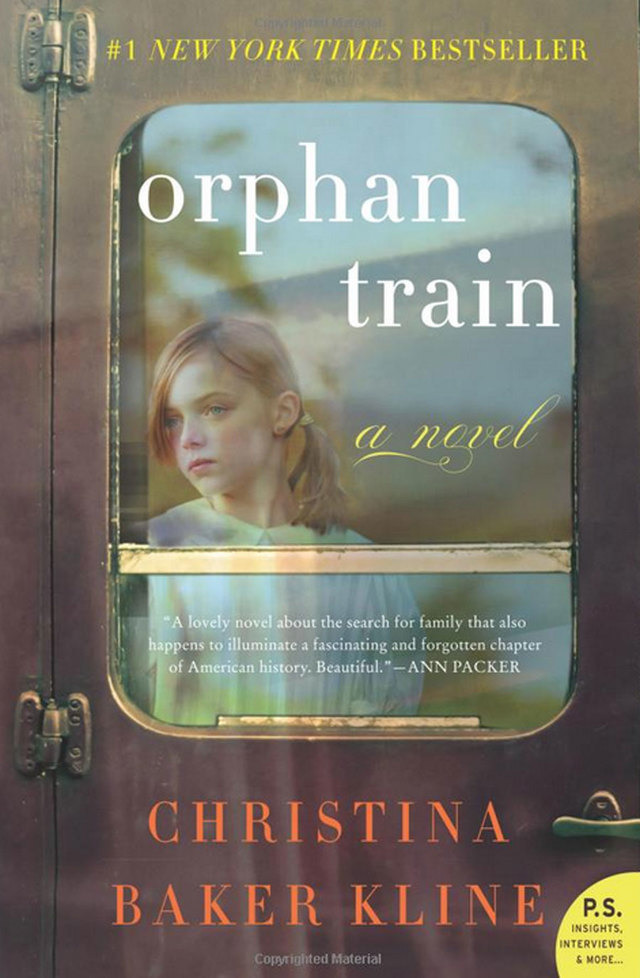 Copyrighted Material
#1 NEW YORK TIMES BESTSELLER
orphan
train
a novel
“A lovely novel about the search for family that also
happens to illuminate a fascinating and forgotten chapter
of American history. Beautiful.”—ANN PACKER
CHRISTINA
BAKER KLINE
P.S.
INSIGHTS,
INTERVIEWS
& MORE...
Copyrighted Material